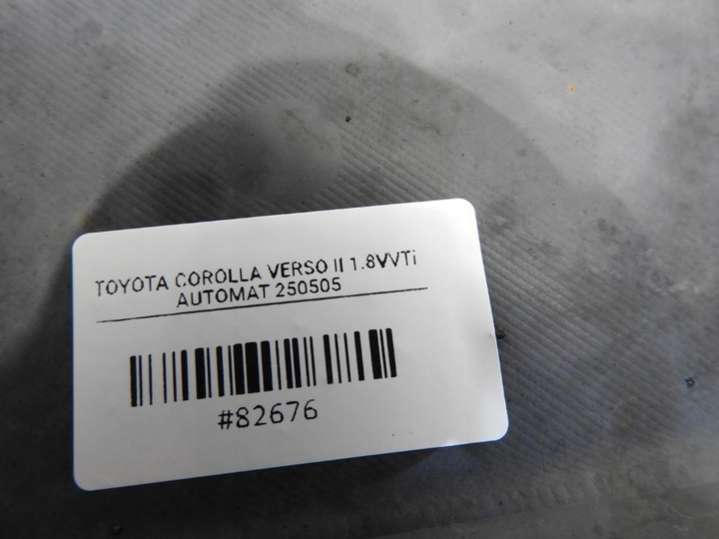 TOYOTA COROLLA VERSO II 1.8VVTi
AUTOMAT 250505
#82676